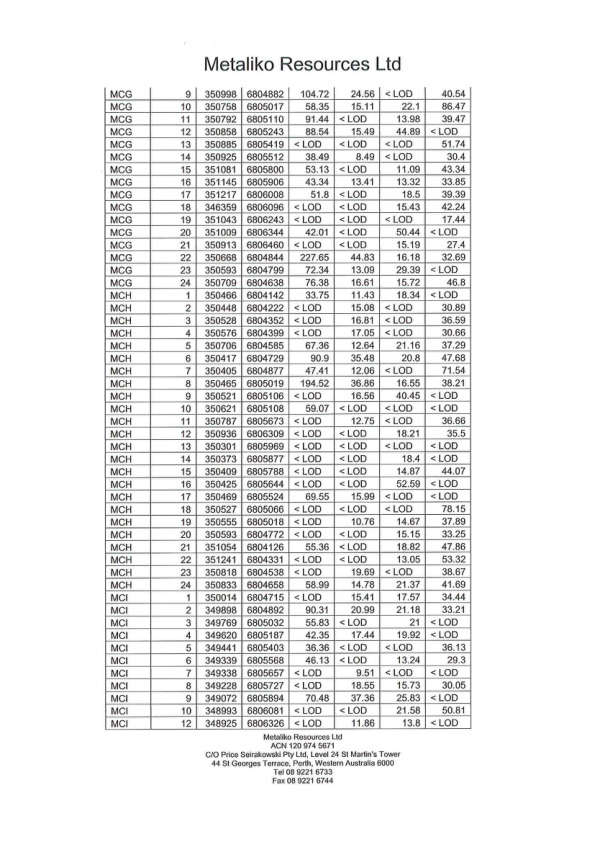 Metaliko Resources Ltd
MCG 9 350998 6804882 104.72 24.56 < LOD 40.54
MCG 10 350758 6805017 58.35 15.11 22.1 86.47
MCG 11 350792 6805110 91.44 < LOD 13.98 39.47
MCG 12 350858 6805243 88.54 15.49 44.89 < LOD
MCG 13 350885 6805419 < LOD < LOD < LOD 51.74
MCG 14 350925 6805512 38.49 8.49 < LOD 30.4
MCG 15 351081 6805800 53.13 < LOD 11.09 43.34
MCG 16 351145 6805906 43.34 13.41 13.32 33.85
MCG 17 351217 6806008 51.8 < LOD 18.5 39.39
MCG 18 346359 6806096 < LOD < LOD 15.43 42.24
MCG 19 351043 6806243 < LOD < LOD < LOD 17.44
MCG 20 351009 6806344 42.01 < LOD 50.44 < LOD
MCG 21 350913 6806460 < LOD < LOD 15.19 27.4
MCG 22 350668 6804844 227.65 44.83 16.18 32.69
MCG 23 350593 6804799 72.34 13.09 29.39 < LOD
MCG 24 350709 6804638 76.38 16.61 15.72 46.8
MCH 1 350466 6804142 33.75 11.43 18.34 < LOD
MCH 2 350448 6804222 < LOD 15.08 < LOD 30.89
MCH 3 350528 6804352 < LOD 16.81 < LOD 36.59
MCH 4 350576 6804399 < LOD 17.05 < LOD 30.66
MCH 5 350706 6804585 67.36 12.64 21.16 37.29
MCH 6 350417 6804729 90.9 35.48 20.8 47.68
MCH 7 350405 6804877 47.41 12.06 < LOD 71.54
MCH 8 350465 6805019 194.52 36.86 16.55 38.21
MCH 9 350521 6805106 < LOD 16.56 40.45 < LOD
MCH 10 350621 6805108 59.07 < LOD < LOD < LOD
MCH 11 350787 6805673 < LOD 12.75 < LOD 36.66
MCH 12 350936 6806309 < LOD < LOD 18.21 35.5
MCH 13 350301 6805969 < LOD < LOD < LOD < LOD
MCH 14 350373 6805877 < LOD < LOD 18.4 < LOD
MCH 15 350409 6805788 < LOD < LOD 14.87 44.07
MCH 16 350425 6805644 < LOD < LOD 52.59 < LOD
MCH 17 350469 6805524 69.55 15.99 < LOD < LOD
MCH 18 350527 6805066 < LOD < LOD < LOD 78.15
MCH 19 350555 6805018 < LOD 10.76 14.67 37.89
MCH 20 350593 6804772 < LOD < LOD 15.15 33.25
MCH 21 351054 6804126 55.36 < LOD 18.82 47.86
MCH 22 351241 6804331 < LOD < LOD 13.05 53.32
MCH 23 350818 6804538 < LOD 19.69 < LOD 38.67
MCH 24 350833 6804658 58.99 14.78 21.37 41.69
MCI 1 350014 6804715 < LOD 15.41 17.57 34.44
MCI 2 349898 6804892 90.31 20.99 21.18 33.21
MCI 3 349769 6805032 55.83 < LOD 21 < LOD
MCI 4 349620 6805187 42.35 17.44 19.92 < LOD
MCI 5 349441 6805403 36.36 < LOD < LOD 36.13
MCI 6 349339 6805568 46.13 < LOD 13.24 29.3
MCI 7 349338 6805657 < LOD 9.51 < LOD < LOD
MCI 8 349228 6805727 < LOD 18.55 15.73 30.05
MCI 9 349072 6805894 70.48 37.36 25.83 < LOD
MCI 10 348993 6806081 < LOD < LOD 21.58 50.81
MCI 12 348925 6806326 < LOD 11.86 13.8 < LOD
Metaliko Resources Ltd
ACN 120 974 5671
C/O Price Seirakowski Pty Ltd, Level 24 St Martin's Tower
44 St Georges Terrace, Perth, Western Australia 6000
Tel 08 9221 6733
Fax 08 9221 6744